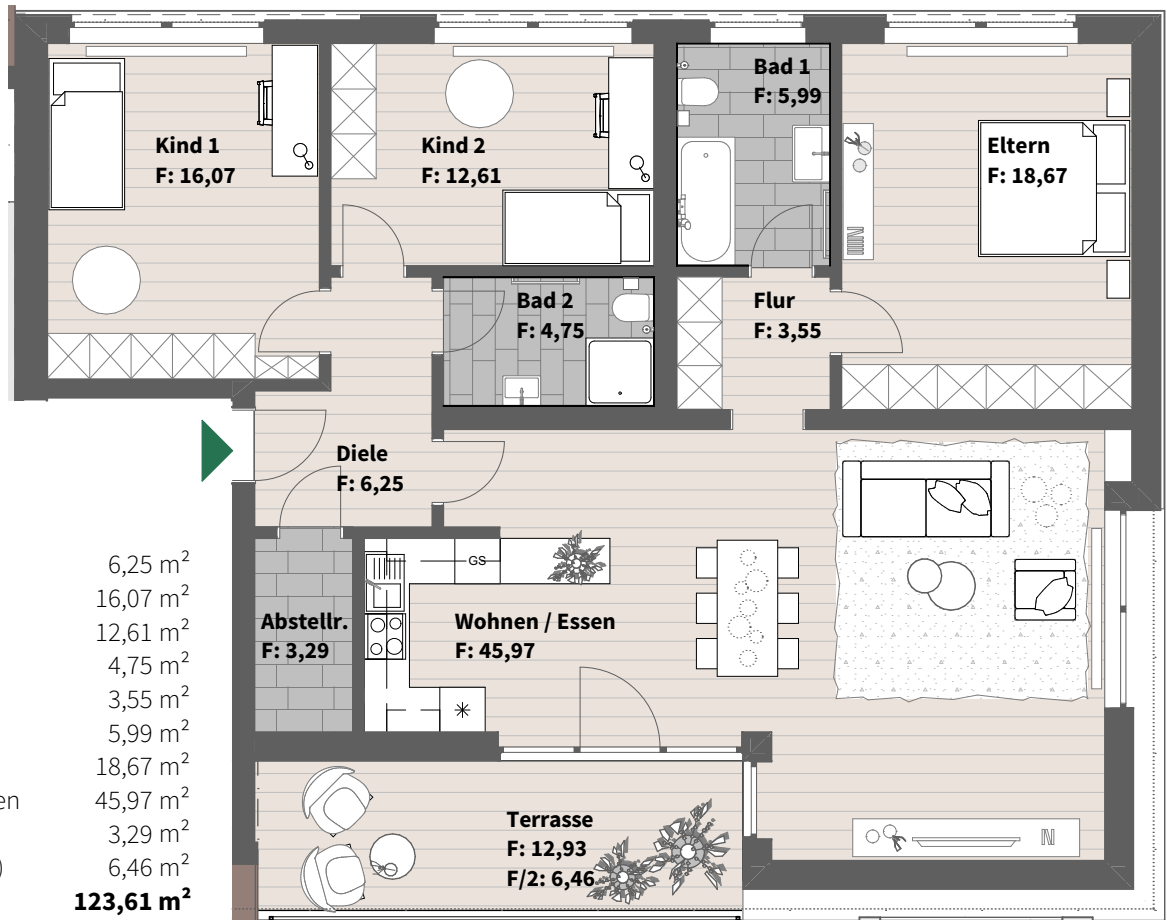 Kind 1
F: 16,07
Kind 2
F: 12,61
Bad 1
F: 5,99
Eltern
F: 18,67
Bad 2
F: 4,75
Flur
F: 3,55
Diele
F: 6,25
GS
Abstellr.
F: 3,29
Wohnen / Essen
F: 45,97
Terrasse
F: 12,93
F/2: 6,46
6,25 m²
16,07 m²
12,61 m²
4,75 m²
3,55 m²
5,99 m²
18,67 m²
en 45,97 m²
3,29 m²
) 6,46 m²
123,61 m²